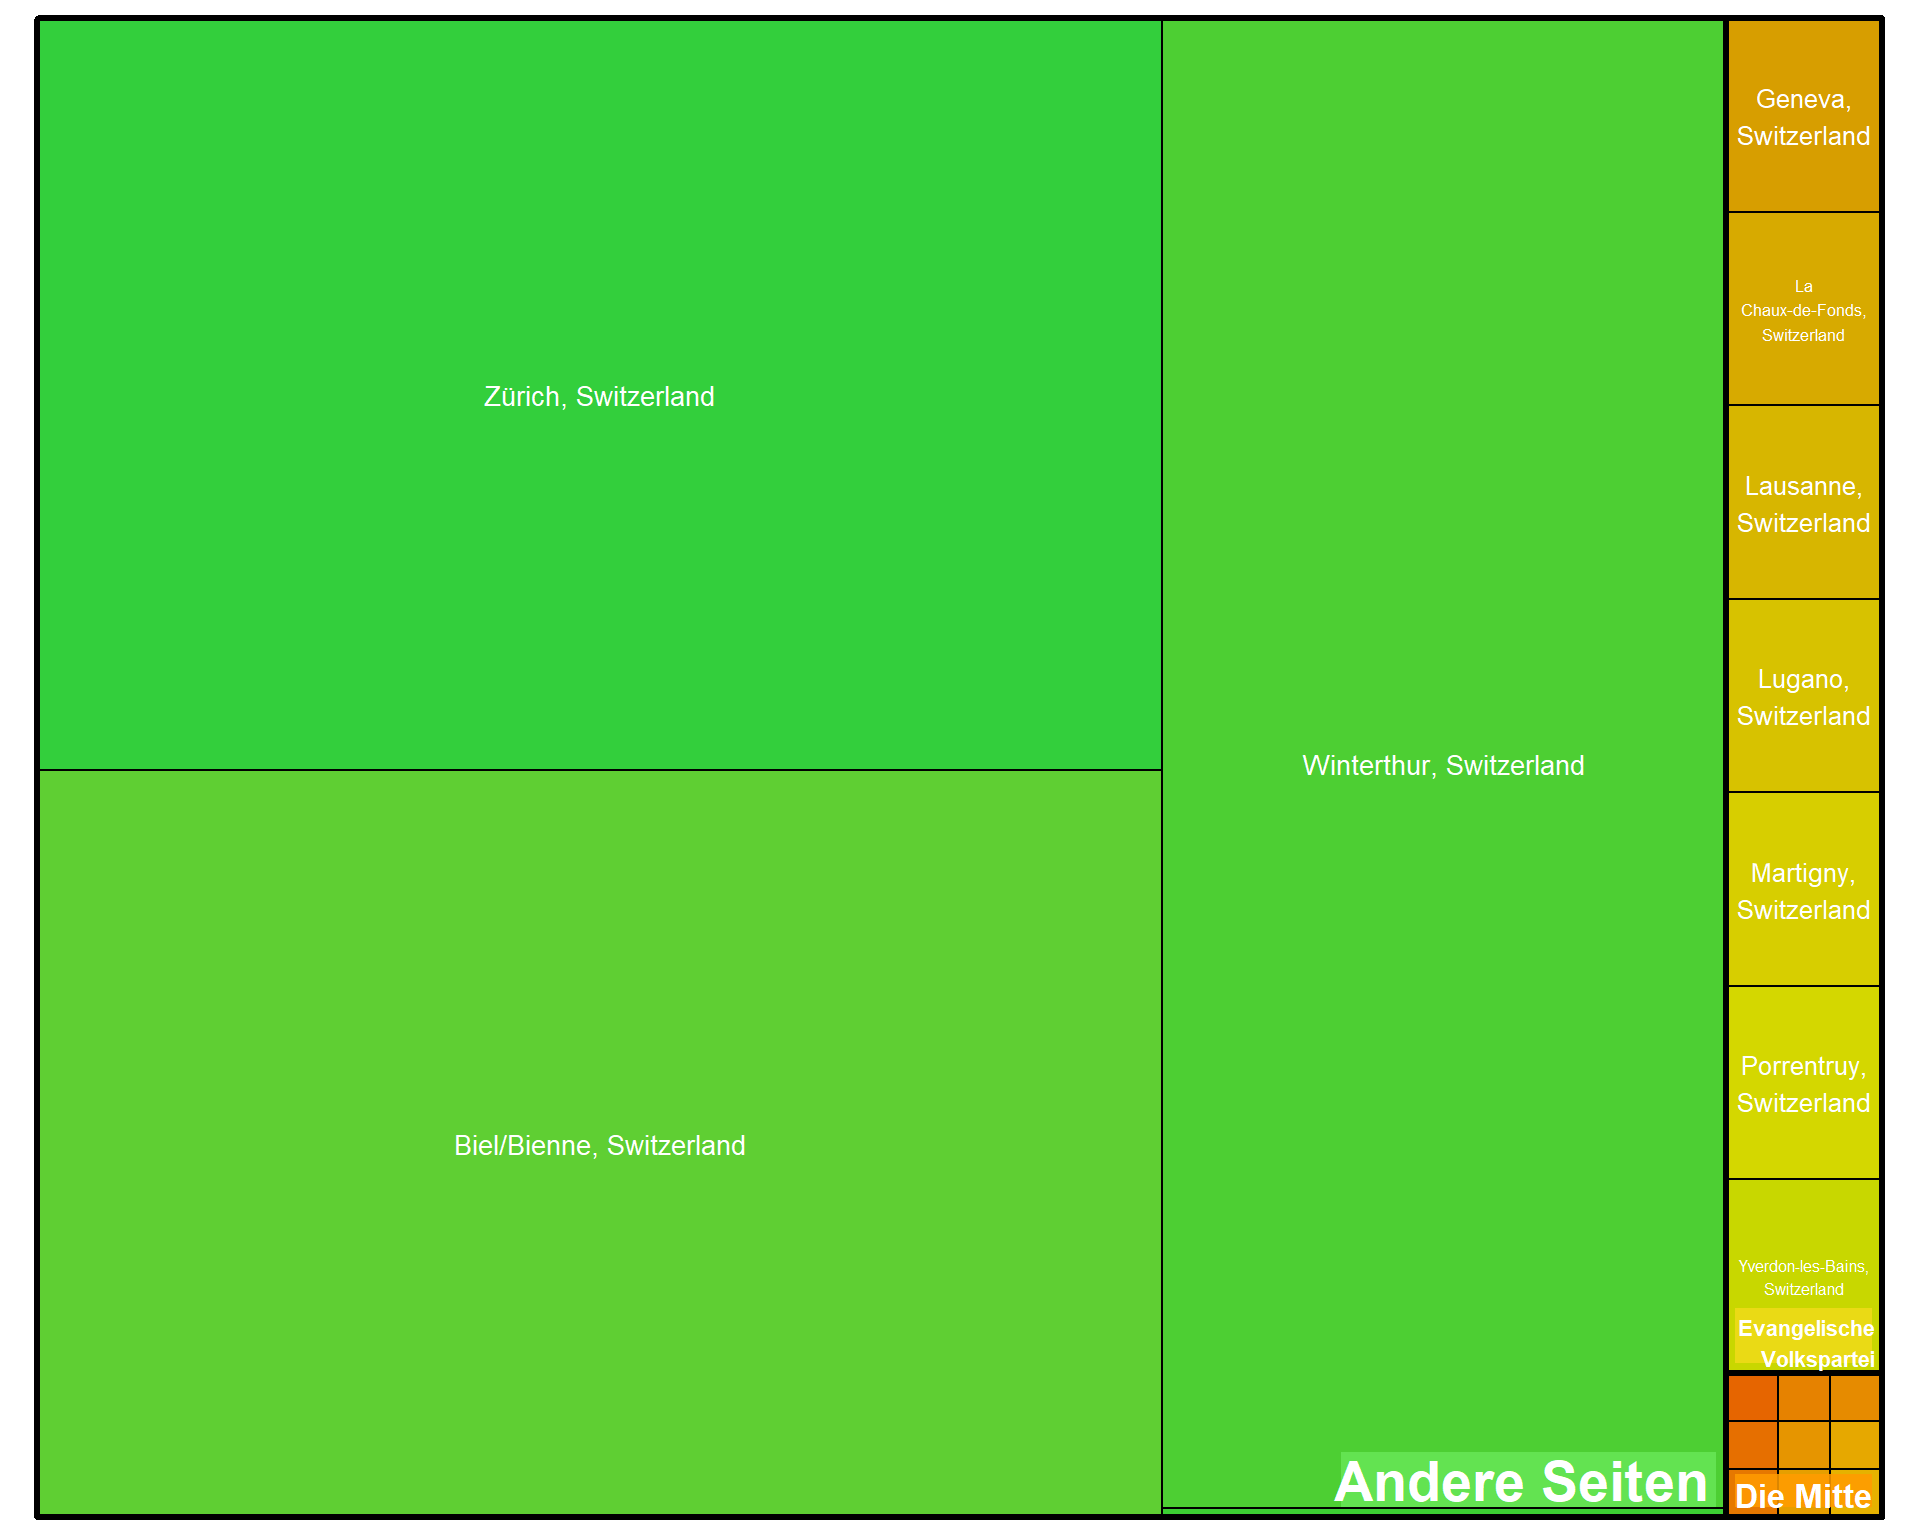 Zürich, Switzerland
Biel/Bienne, Switzerland
Winterthur, Switzerland
Andere Seiten
Geneva,
Switzerland
La
Chaux-de-Fonds,
Switzerland
Lausanne,
Switzerland
Lugano,
Switzerland
Martigny,
Switzerland
Porrentruy,
Switzerland
Yverdon-les-Bains,
Switzerland
Evangelische
Volkspartei
Die Mitte